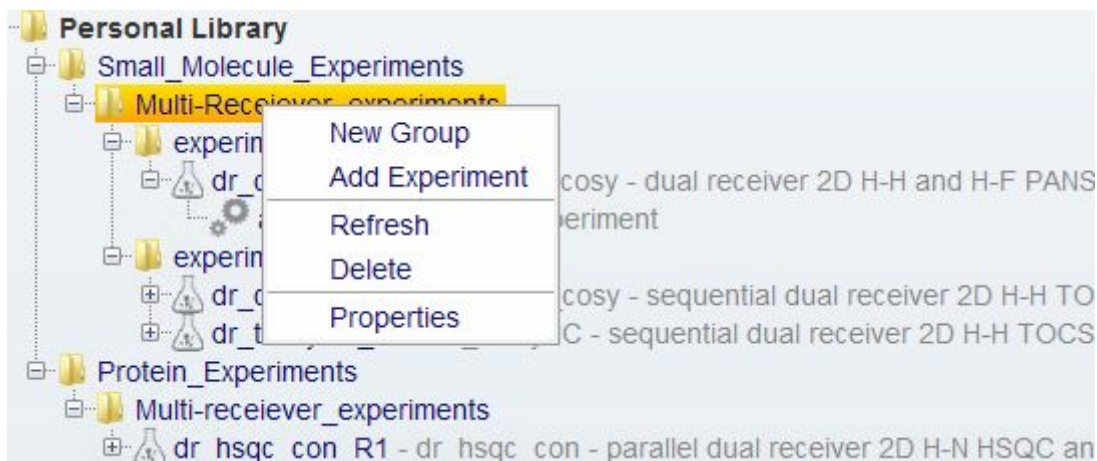 Personal Library
Small_Molecule_Experiments
Multi-Receiever_experiments
New Group
Add Experiment
cosy - dual receiver 2D H-H and H-F PANS
Refresh
Delete
cosy - sequential dual receiver 2D H-H TO
Properties
C - sequential dual receiver 2D H-H TOCS
Protein_Experiments
Multi-receiever_experiments
dr_hsqc_con_R1 - dr_hsqc_con - parallel dual receiver 2D H-N HSQC an